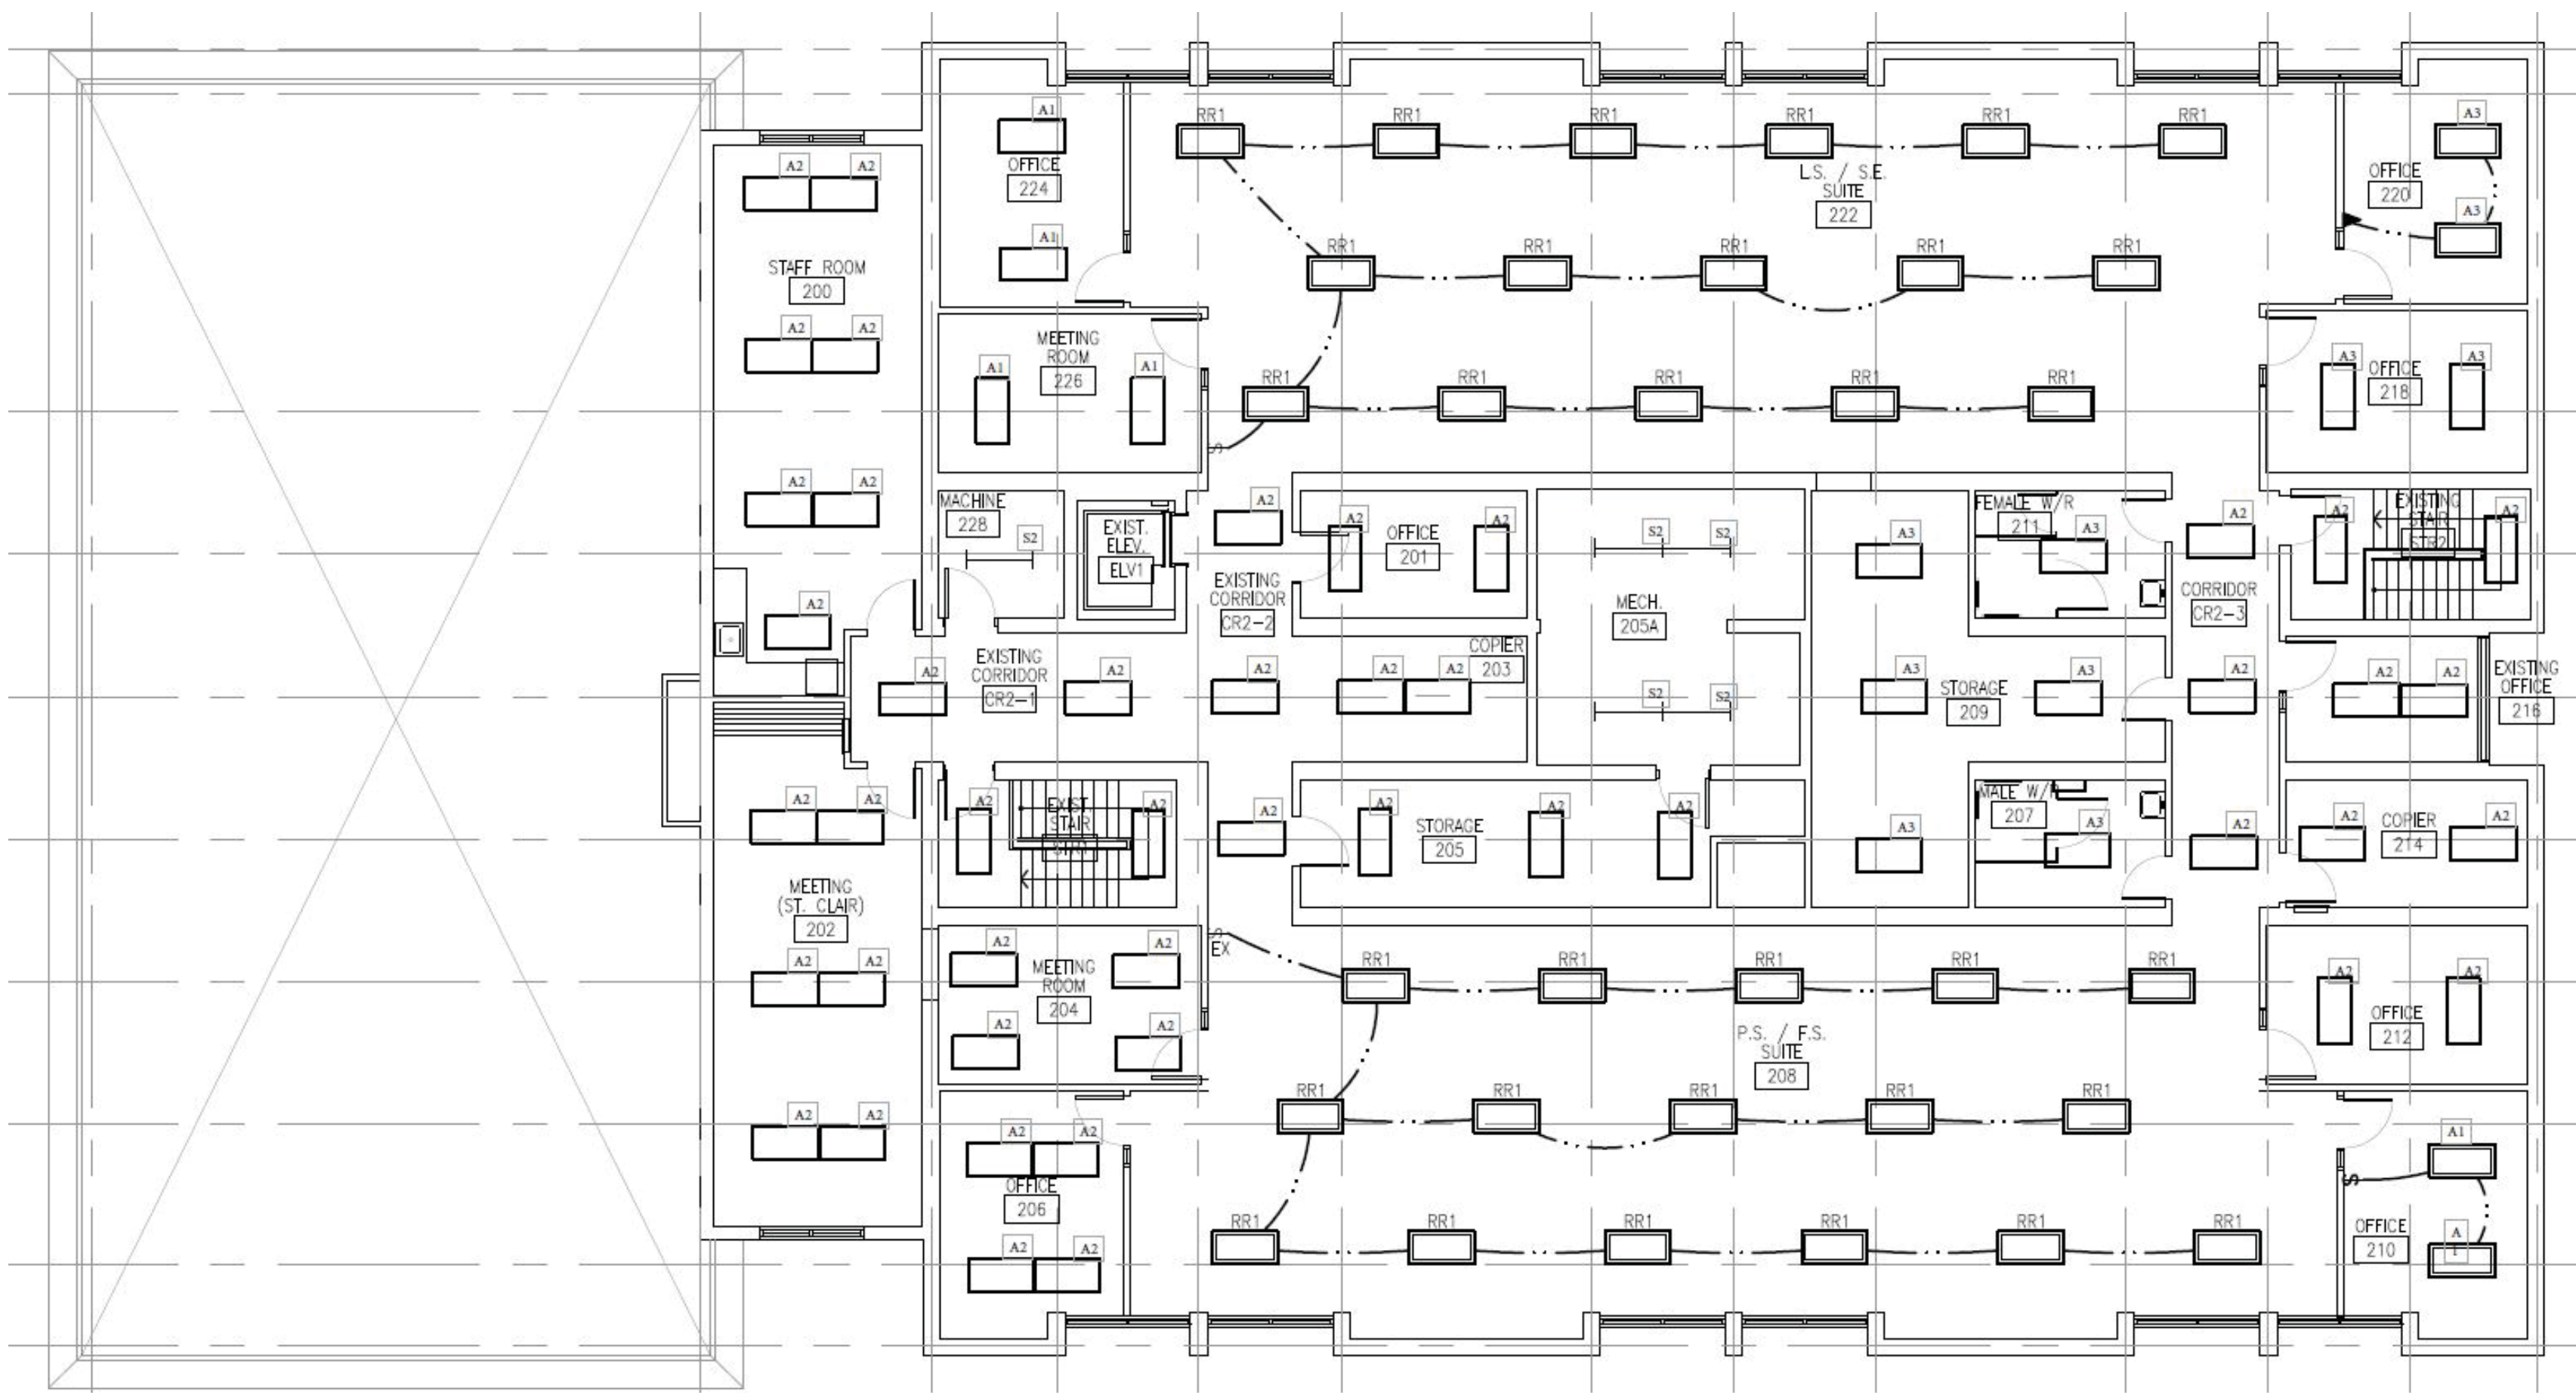 A1
OFFICE
224
A1
RR1
RR1
RR1
RR1
RR1
RR1
L.S. / S.E.
SUITE
222
A3
OFFICE
220
A3
A2
A2
STAFF ROOM
200
A2
A2
A2
A2
A2
RR1
RR1
RR1
RR1
RR1
MEETING
ROOM
226
A1
A1
RR1
RR1
RR1
RR1
RR1
A3
A3
OFFICE
218
S
MACHINE
228
S2
EXIST.
ELEV.
ELV1
A2
EXISTING
CORRIDOR
CR2-2
A2
A2
OFFICE
201
S2
S2
MECH.
205A
S2
S2
A3
FEMALE W/R
211
A3
A2
CORRIDOR
CR2-3
A2
EXISTING
STAIR
STR2
A2
A2
EXISTING
CORRIDOR
CR2-1
A2
A2
A2
A2
COPIER
203
A3
STORAGE
209
A3
A2
A2
A2
EXISTING
OFFICE
216
A2
A2
A2
EXIST.
STAIR
STR1
A2
A2
A2
STORAGE
205
A2
A2
A3
MALE W/R
207
A3
A2
A2
COPIER
214
A2
MEETING
(ST. CLAIR)
202
A2
A2
A2
A2
A2
A2
MEETING
ROOM
204
A2
A2
S
EX
RR1
RR1
RR1
RR1
RR1
A2
A2
OFFICE
212
P.S. / F.S.
SUITE
208
RR1
RR1
RR1
RR1
RR1
A2
A2
OFFICE
206
A2
A2
RR1
RR1
RR1
RR1
RR1
RR1
A1
S
OFFICE
210
A
1